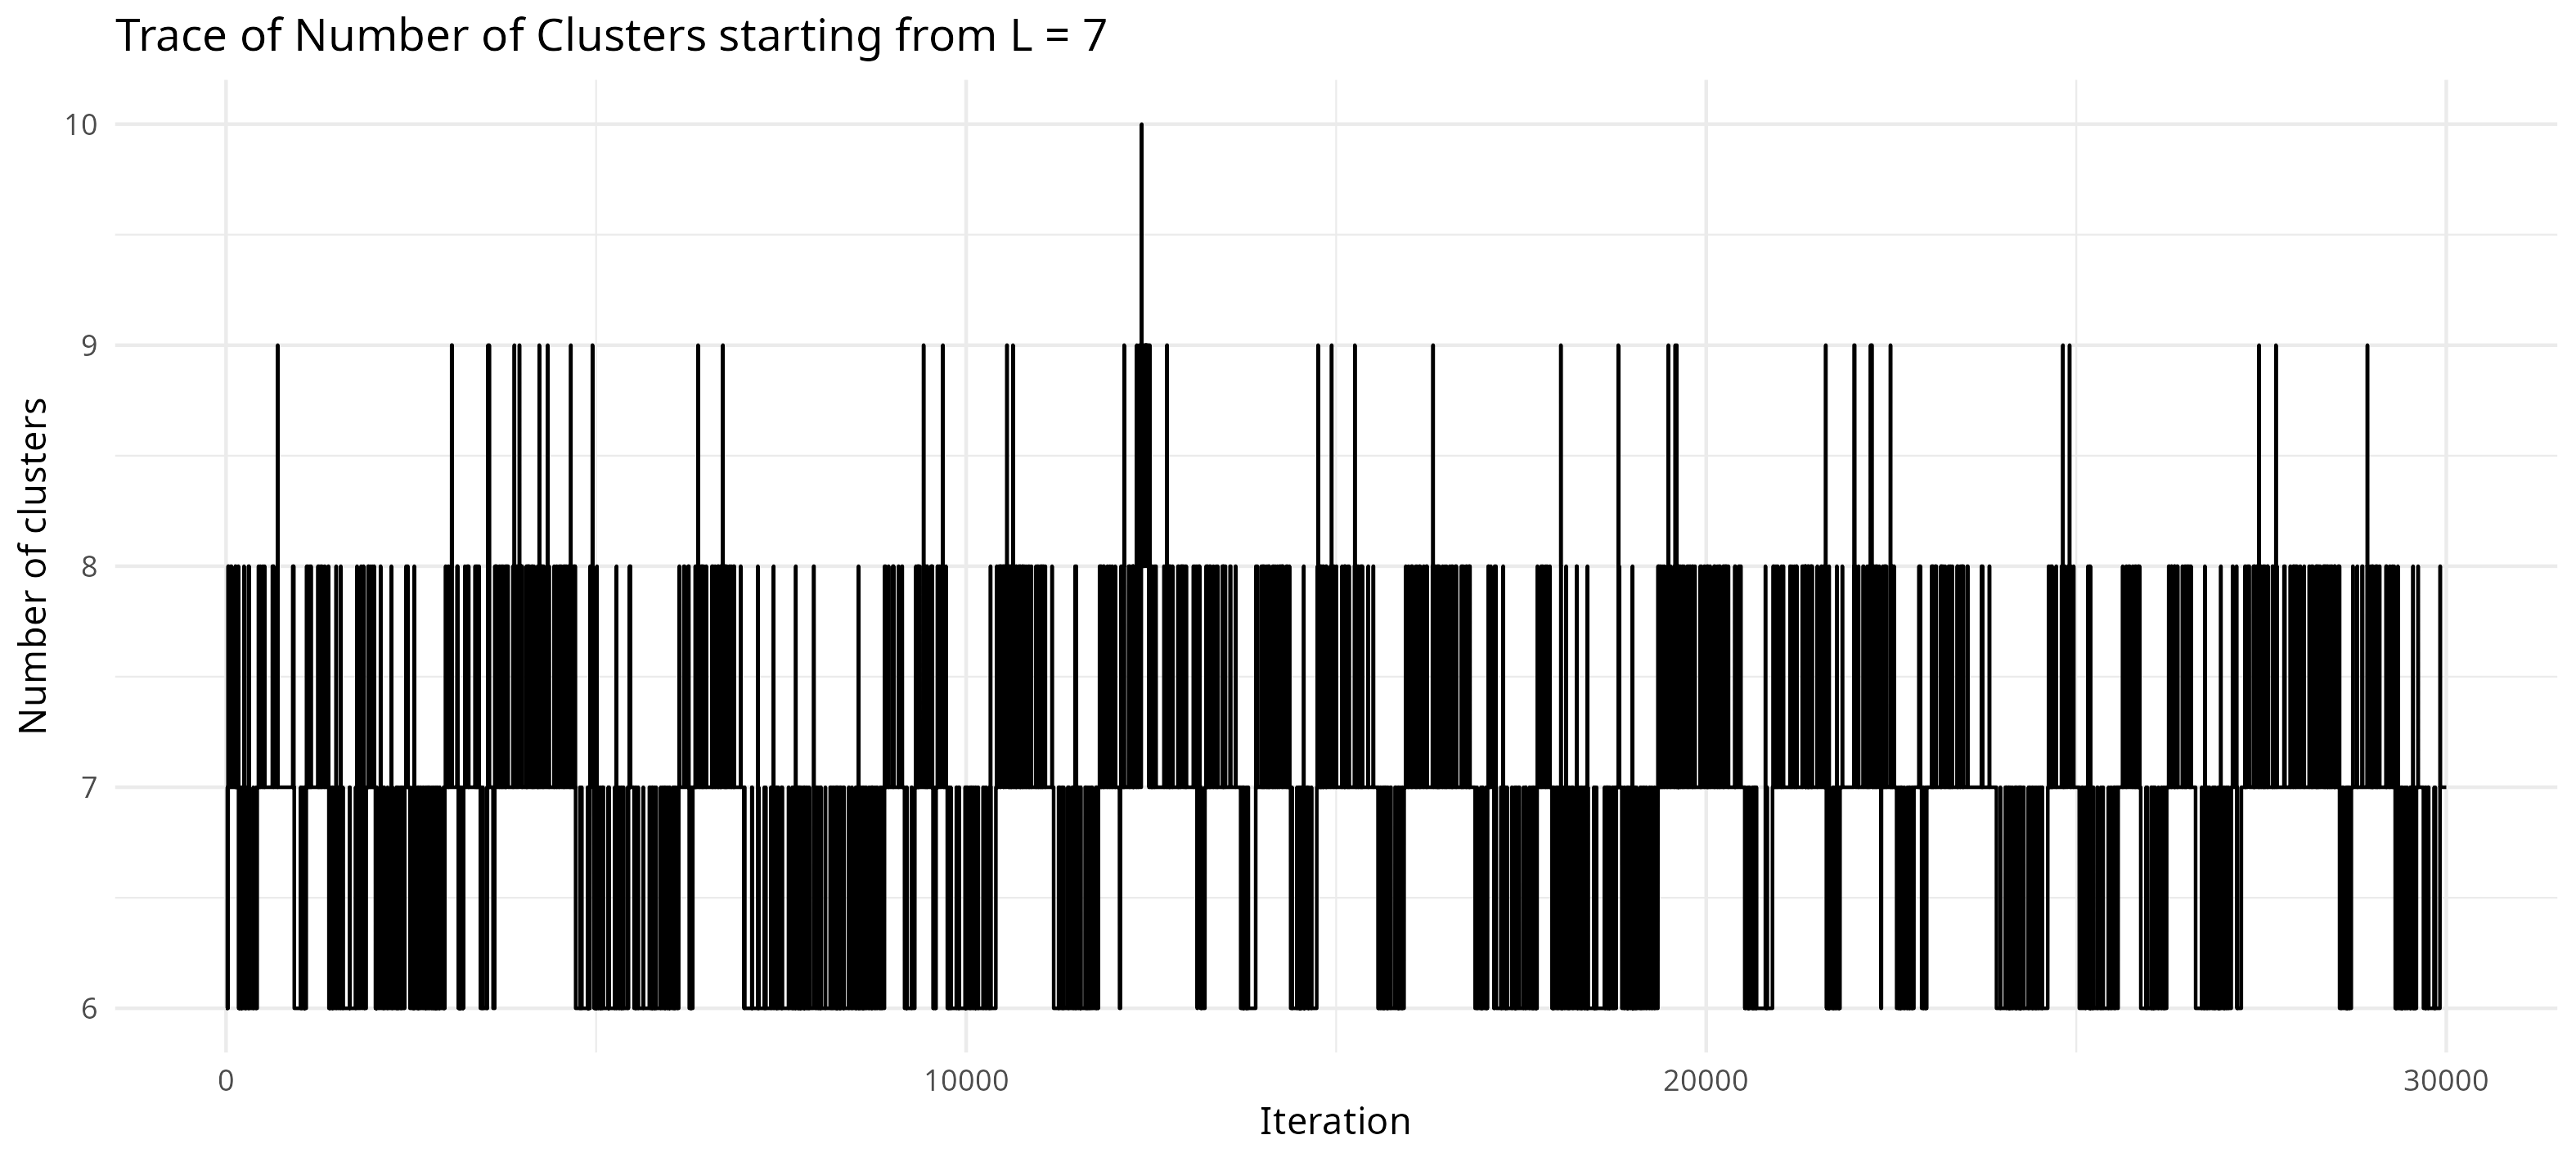 Trace of Number of Clusters starting from L = 7
10
9
8
7
6
Number of clusters
0 10000 20000 30000
Iteration